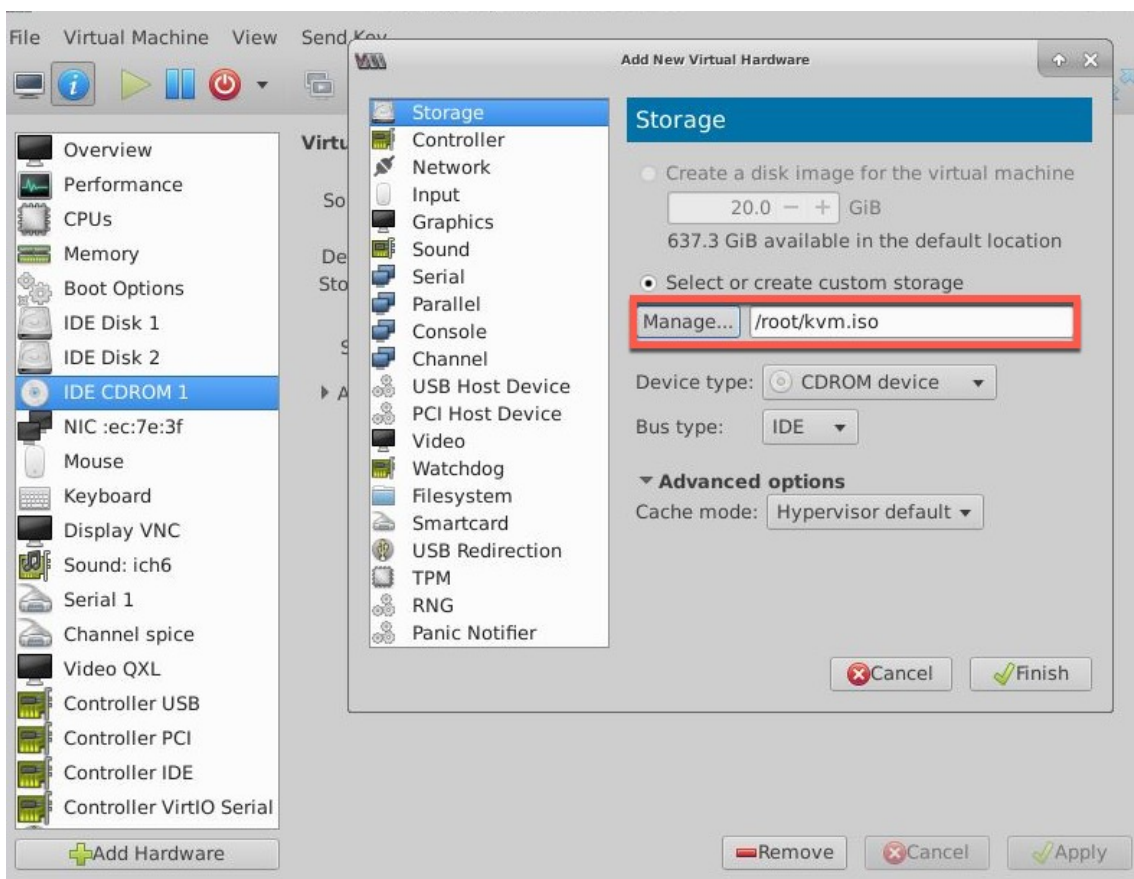 File Virtual Machine View Send Key
Add New Virtual Hardware
Overview
Performance
CPUs
Memory
Boot Options
IDE Disk 1
IDE Disk 2
IDE CDROM 1
NIC :ec:7e:3f
Mouse
Keyboard
Display VNC
Sound: ich6
Serial 1
Channel spice
Video QXL
Controller USB
Controller PCI
Controller IDE
Controller VirtIO Serial
Add Hardware
Virtu
So
De
Sto
S
A
Storage
Controller
Network
Input
Graphics
Sound
Serial
Parallel
Console
Channel
USB Host Device
PCI Host Device
Video
Watchdog
Filesystem
Smartcard
USB Redirection
TPM
RNG
Panic Notifier
Storage
Create a disk image for the virtual machine
20.0 − + GiB
637.3 GiB available in the default location
Select or create custom storage
Manage... /root/kvm.iso
Device type: CDROM device
Bus type: IDE
Advanced options
Cache mode: Hypervisor default
Cancel Finish
Remove Cancel Apply